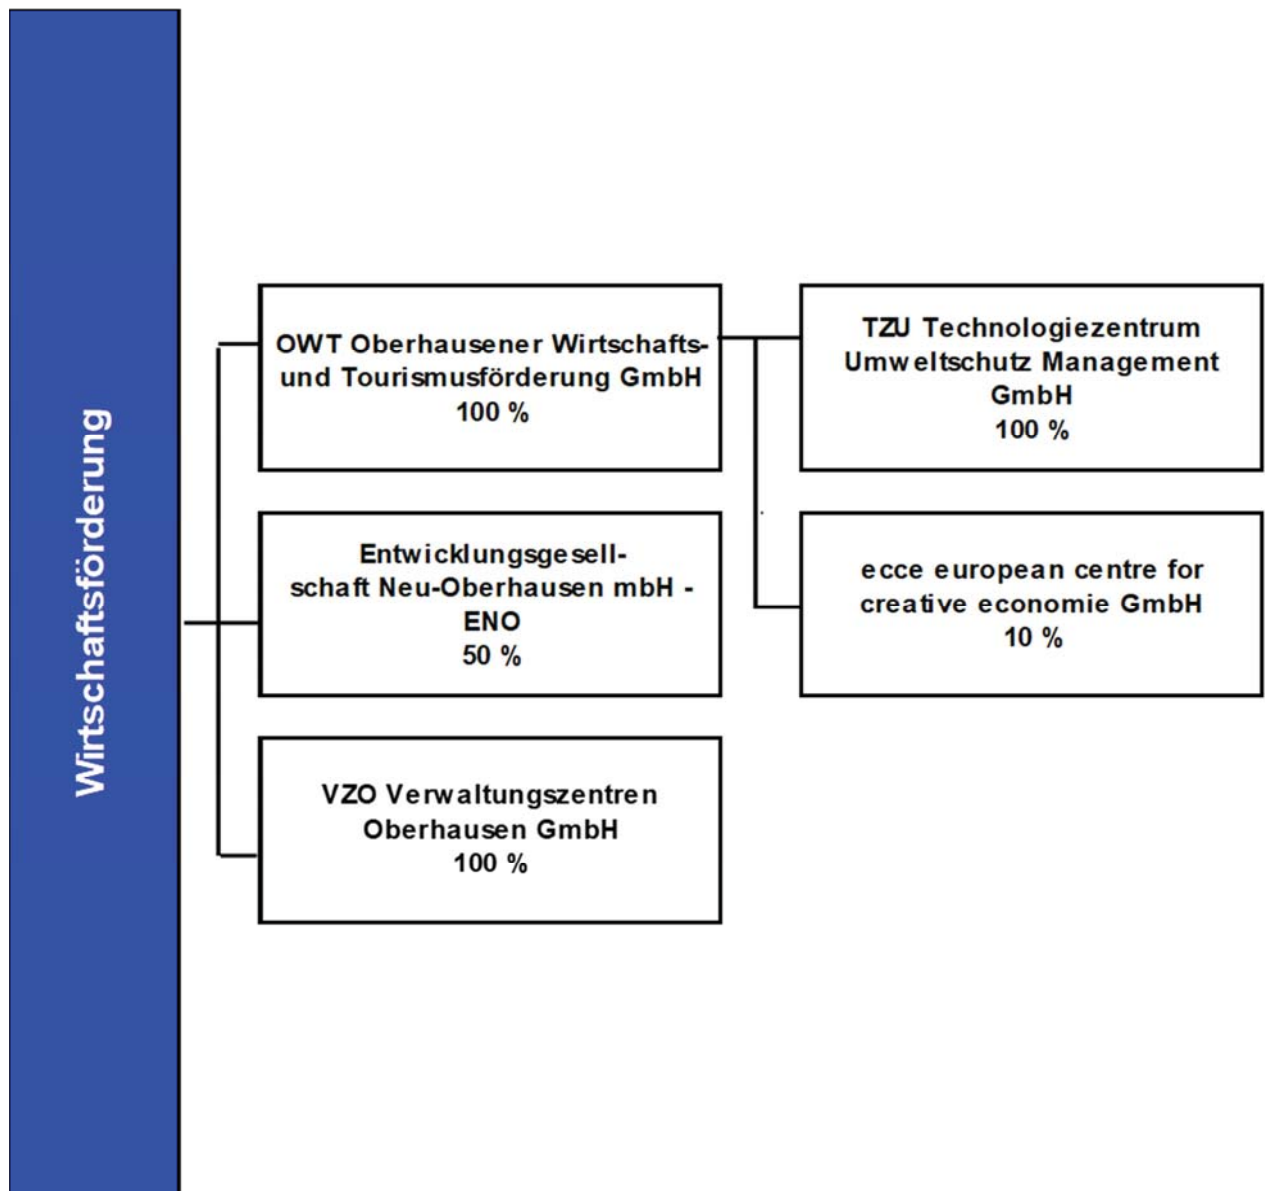 Wirtschaftsförderung
OWT Oberhausener Wirtschafts-
und Tourismusförderung GmbH
100 %
Entwicklungsgesell-
schaft Neu-Oberhausen mbH -
ENO
50 %
VZO Verwaltungszentren
Oberhausen GmbH
100 %
TZU Technologiezentrum
Umweltschutz Management
GmbH
100 %
ecce european centre for
creative economie GmbH
10 %